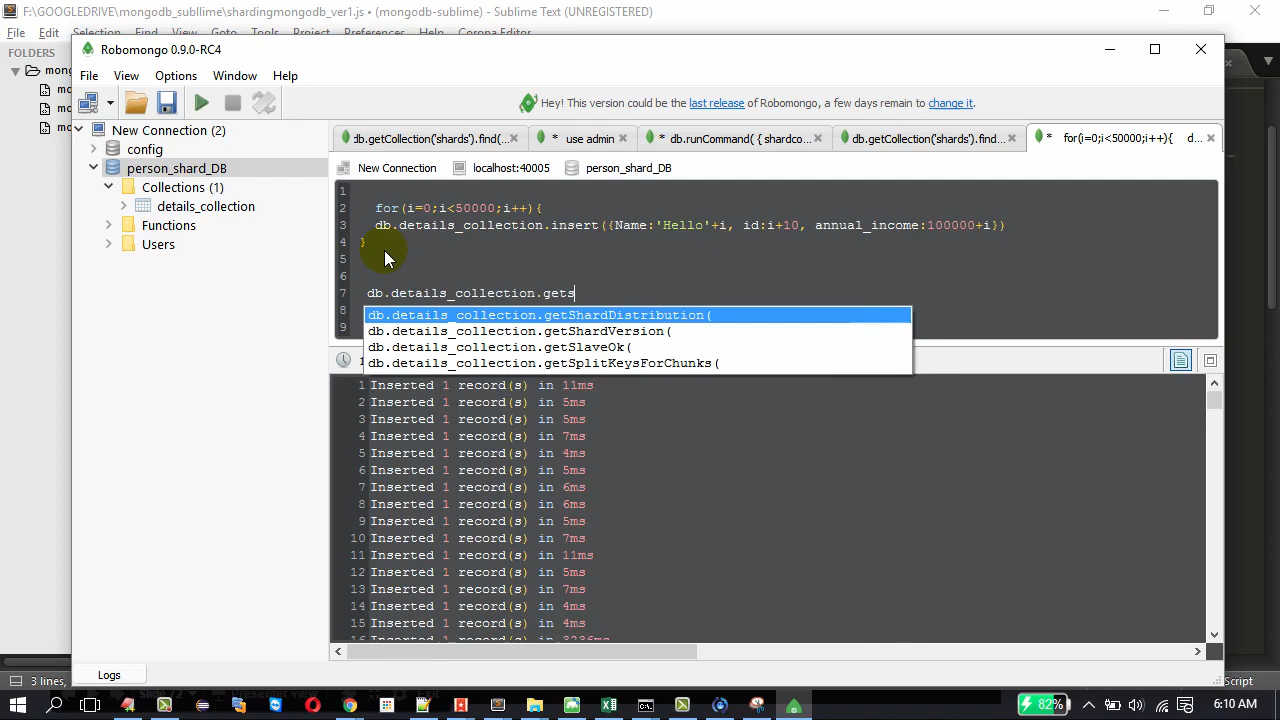 F:\GOOGLEDRIVE\mongodb_subllime\shardingmongodb_ver1.js • (mongodb-sublime) - Sublime Text (UNREGISTERED)
File Edit Selection Find View Goto Tools Project Preferences Help Corona Editor
FOLDERS
Robomongo 0.9.0-RC4
File View Options Window Help
Hey! This version could be the last release of Robomongo, a few days remain to change it.
New Connection (2)
config
person_shard_DB
Collections (1)
details_collection
Functions
Users
db.getCollection('shards').find(... * use admin * db.runCommand( { shardco... db.getCollection('shards').find... * for(i=0;i<50000;i++){ d...
New Connection localhost:40005 person_shard_DB
1
2 for(i=0;i<50000;i++){
3 db.details_collection.insert({Name:'Hello'+i, id:i+10, annual_income:100000+i})
4 }
5
6
7 db.details_collection.gets
8
9
db.details_collection.getShardDistribution(
db.details_collection.getShardVersion(
db.details_collection.getSlaveOk(
db.details_collection.getSplitKeysForChunks(
1 Inserted 1 record(s) in 11ms
2 Inserted 1 record(s) in 5ms
3 Inserted 1 record(s) in 5ms
4 Inserted 1 record(s) in 7ms
5 Inserted 1 record(s) in 4ms
6 Inserted 1 record(s) in 5ms
7 Inserted 1 record(s) in 6ms
8 Inserted 1 record(s) in 6ms
9 Inserted 1 record(s) in 5ms
10 Inserted 1 record(s) in 7ms
11 Inserted 1 record(s) in 11ms
12 Inserted 1 record(s) in 5ms
13 Inserted 1 record(s) in 7ms
14 Inserted 1 record(s) in 4ms
15 Inserted 1 record(s) in 4ms
16 Inserted 1 record(s) in 3236ms
Logs
3 lines,
Script
82%
6:10 AM